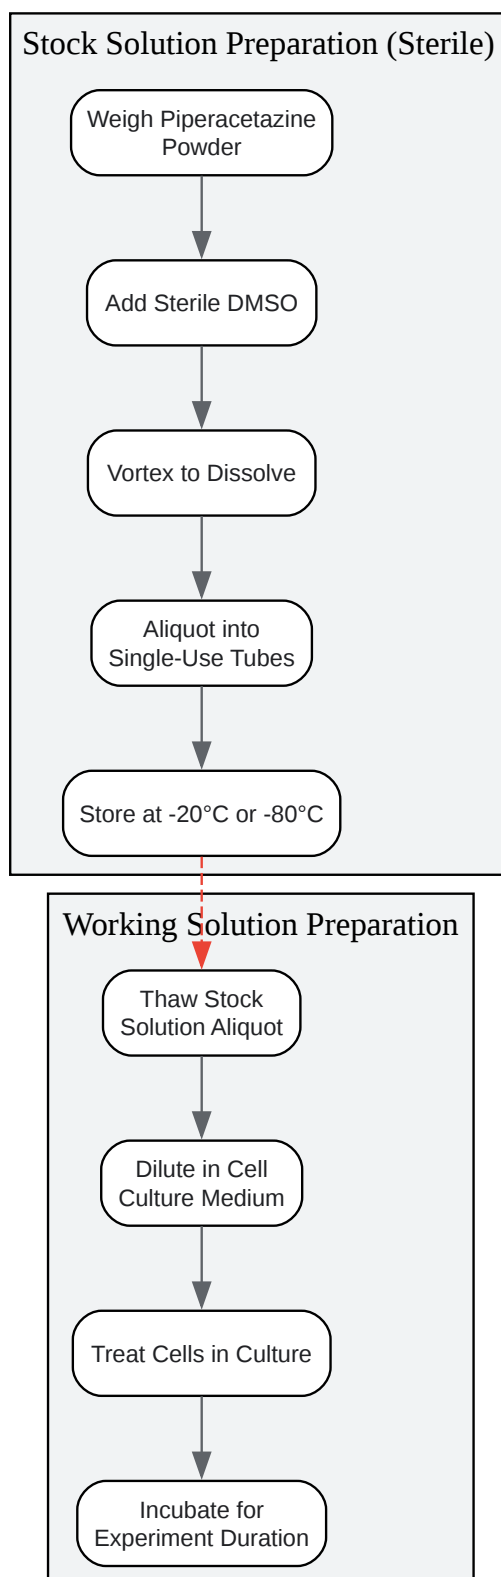 Stock Solution Preparation (Sterile)
Weigh Piperacetazine
Powder
Add Sterile DMSO
Vortex to Dissolve
Aliquot into
Single-Use Tubes
Store at -20°C or -80°C
Working Solution Preparation
Thaw Stock
Solution Aliquot
Dilute in Cell
Culture Medium
Treat Cells in Culture
Incubate for
Experiment Duration